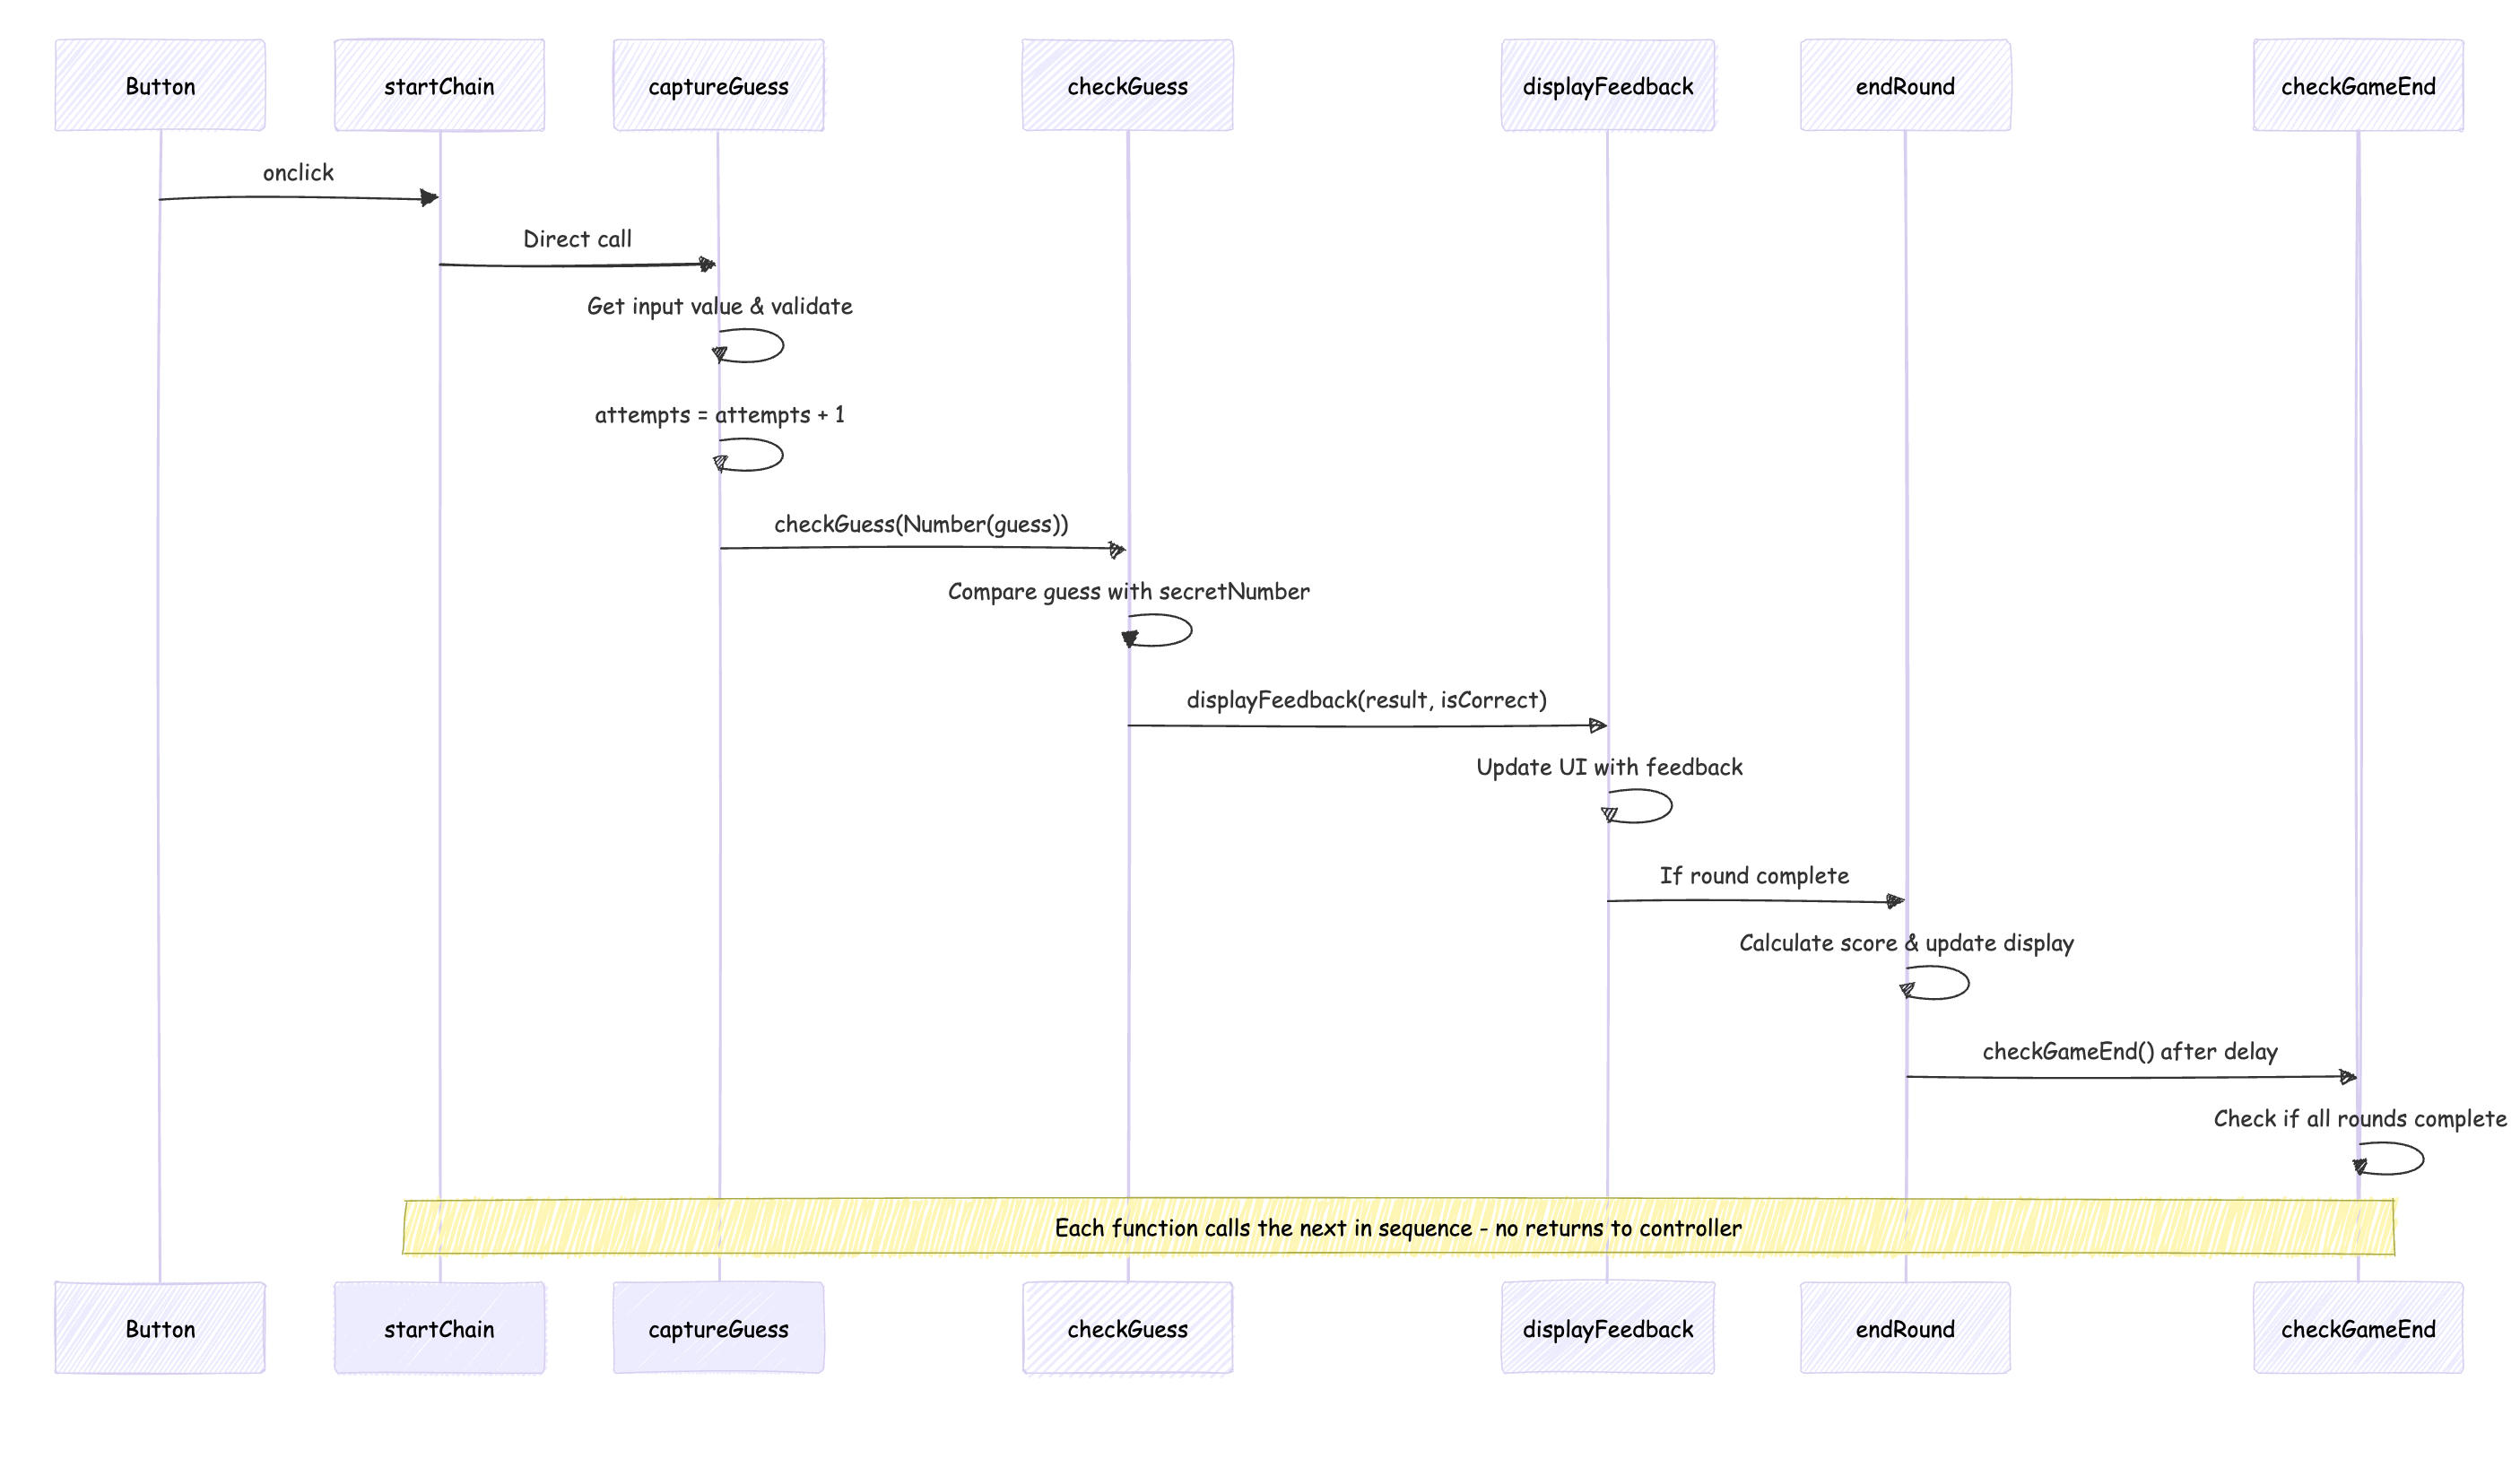 Button
startChain
captureGuess
checkGuess
displayFeedback
endRound
checkGameEnd
onclick
Direct call
Get input value & validate
attempts = attempts + 1
checkGuess(Number(guess))
Compare guess with secretNumber
displayFeedback(result, isCorrect)
Update UI with feedback
If round complete
Calculate score & update display
checkGameEnd() after delay
Check if all rounds complete
Each function calls the next in sequence - no returns to controller
Button
startChain
captureGuess
checkGuess
displayFeedback
endRound
checkGameEnd